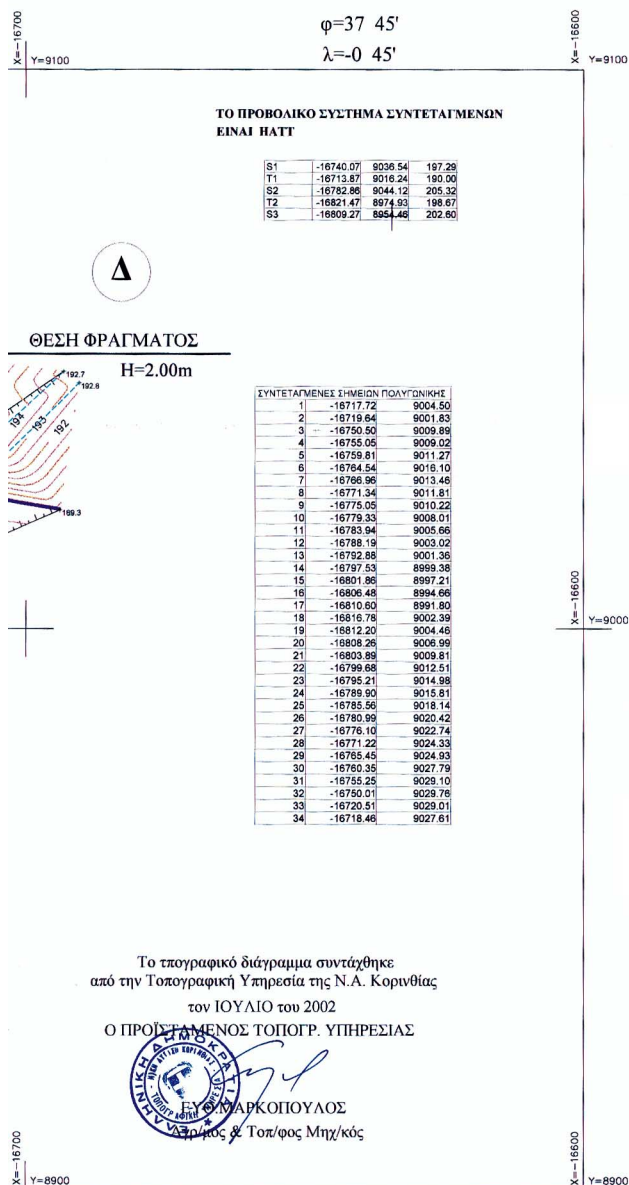 X=-16700
Y=9100
φ=37 45'
λ=-0 45'
X=-16600
Y=9100
ΤΟ ΠΡΟΒΟΛΙΚΟ ΣΥΣΤΗΜΑ ΣΥΝΤΕΤΑΓΜΕΝΩΝ
ΕΙΝΑΙ HATT
S1 -16740.07 9036.54 197.29
T1 -16713.87 9016.24 190.00
S2 -16782.86 9044.12 205.32
T2 -16821.47 8974.93 198.67
S3 -16809.27 8954.46 202.60
Δ
ΘΕΣΗ ΦΡΑΓΜΑΤΟΣ
H=2.00m
192.7
192.8
194
193
192
169.3
ΣΥΝΤΕΤΑΓΜΕΝΕΣ ΣΗΜΕΙΩΝ ΠΟΛΥΓΩΝΙΚΗΣ
1 -16717.72 9004.50
2 -16719.64 9001.83
3 -16750.50 9009.89
4 -16755.05 9009.02
5 -16759.81 9011.27
6 -16764.54 9016.10
7 -16766.96 9013.46
8 -16771.34 9011.81
9 -16775.05 9010.22
10 -16779.33 9008.01
11 -16783.94 9005.66
12 -16788.19 9003.02
13 -16792.88 9001.36
14 -16797.53 8999.38
15 -16801.86 8997.21
16 -16806.48 8994.66
17 -16810.60 8991.80
18 -16816.78 9002.39
19 -16812.20 9004.46
20 -16808.26 9006.99
21 -16803.89 9009.81
22 -16799.68 9012.51
23 -16795.21 9014.98
24 -16789.90 9015.81
25 -16785.56 9018.14
26 -16780.99 9020.42
27 -16776.10 9022.74
28 -16771.22 9024.33
29 -16765.45 9024.93
30 -16760.35 9027.79
31 -16755.25 9029.10
32 -16750.01 9029.76
33 -16720.51 9029.01
34 -16718.46 9027.61
X=-16600
Y=9000
Το τπογραφικό διάγραμμα συντάχθηκε
από την Τοπογραφική Υπηρεσία της Ν.Α. Κορινθίας
τον ΙΟΥΛΙΟ του 2002
Ο ΠΡΟΪΣΤΑΜΕΝΟΣ ΤΟΠΟΓΡ. ΥΠΗΡΕΣΙΑΣ
ΕΛΛΗΝΙΚΗ ΔΗΜΟΚΡΑΤΙΑ
ΕΥΘ.ΜΑΡΚΟΠΟΥΛΟΣ
Αγρ/μος & Τοπ/φος Μηχ/κός
X=-16700
Y=8900
X=-16600
Y=8900